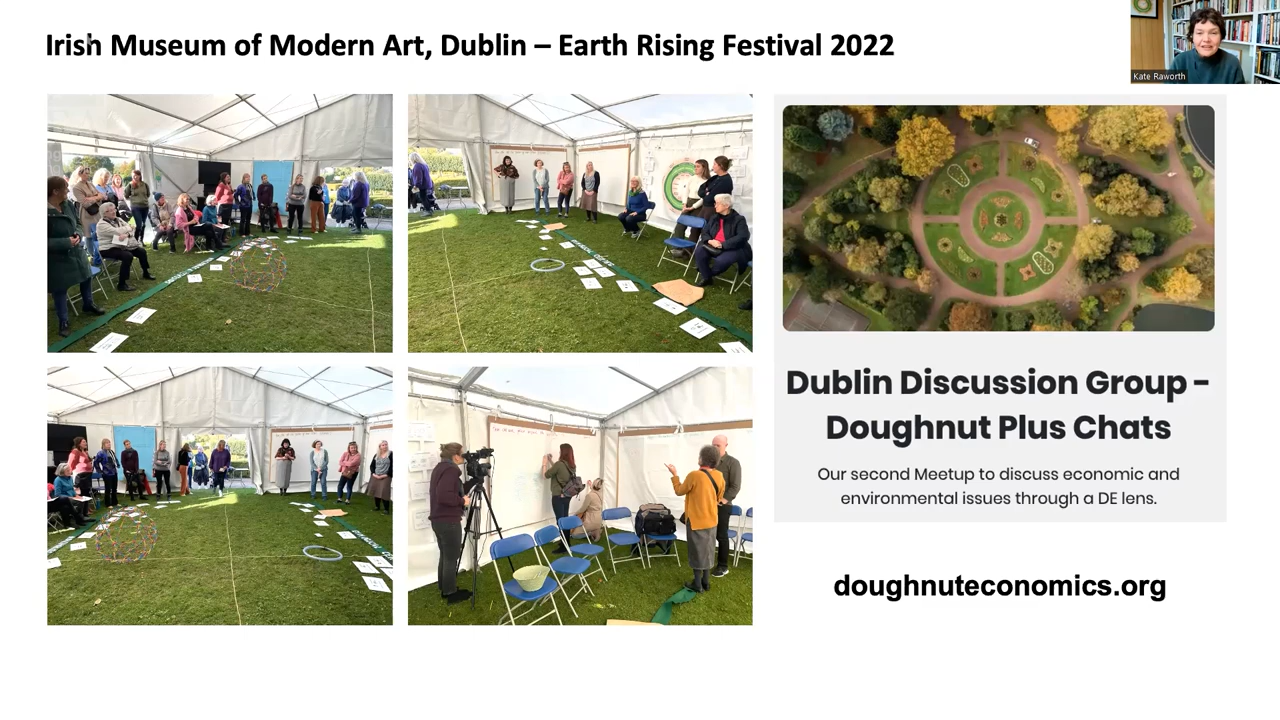 Irish Museum of Modern Art, Dublin – Earth Rising Festival 2022
Kate Raworth
Dublin Discussion Group -
Doughnut Plus Chats
Our second Meetup to discuss economic and
environmental issues through a DE lens.
doughnuteconomics.org